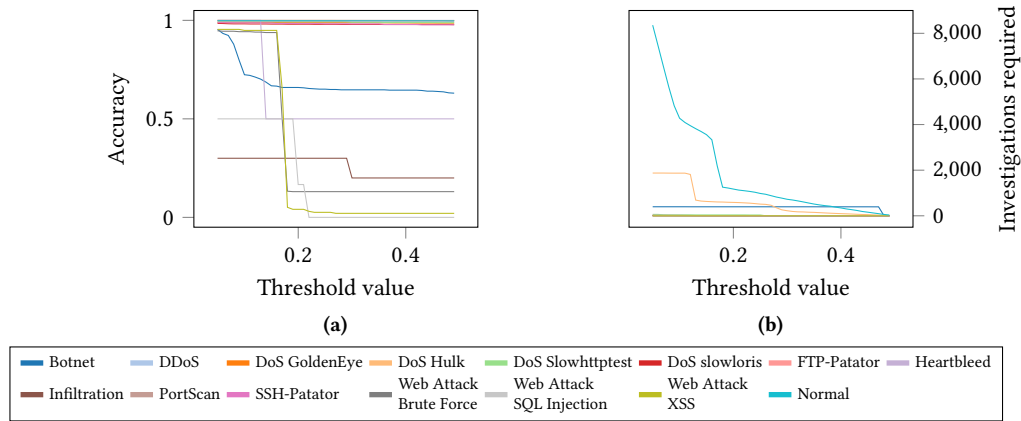 1
0.5
0
Accuracy
0.2
0.4
Threshold value
(a)
8,000
6,000
4,000
2,000
0
Investigations required
0.2
0.4
Threshold value
(b)
Botnet
DDoS
DoS GoldenEye
DoS Hulk
DoS Slowhttptest
DoS slowloris
FTP-Patator
Heartbleed
Infiltration
PortScan
SSH-Patator
Web Attack
Brute Force
Web Attack
SQL Injection
Web Attack
XSS
Normal